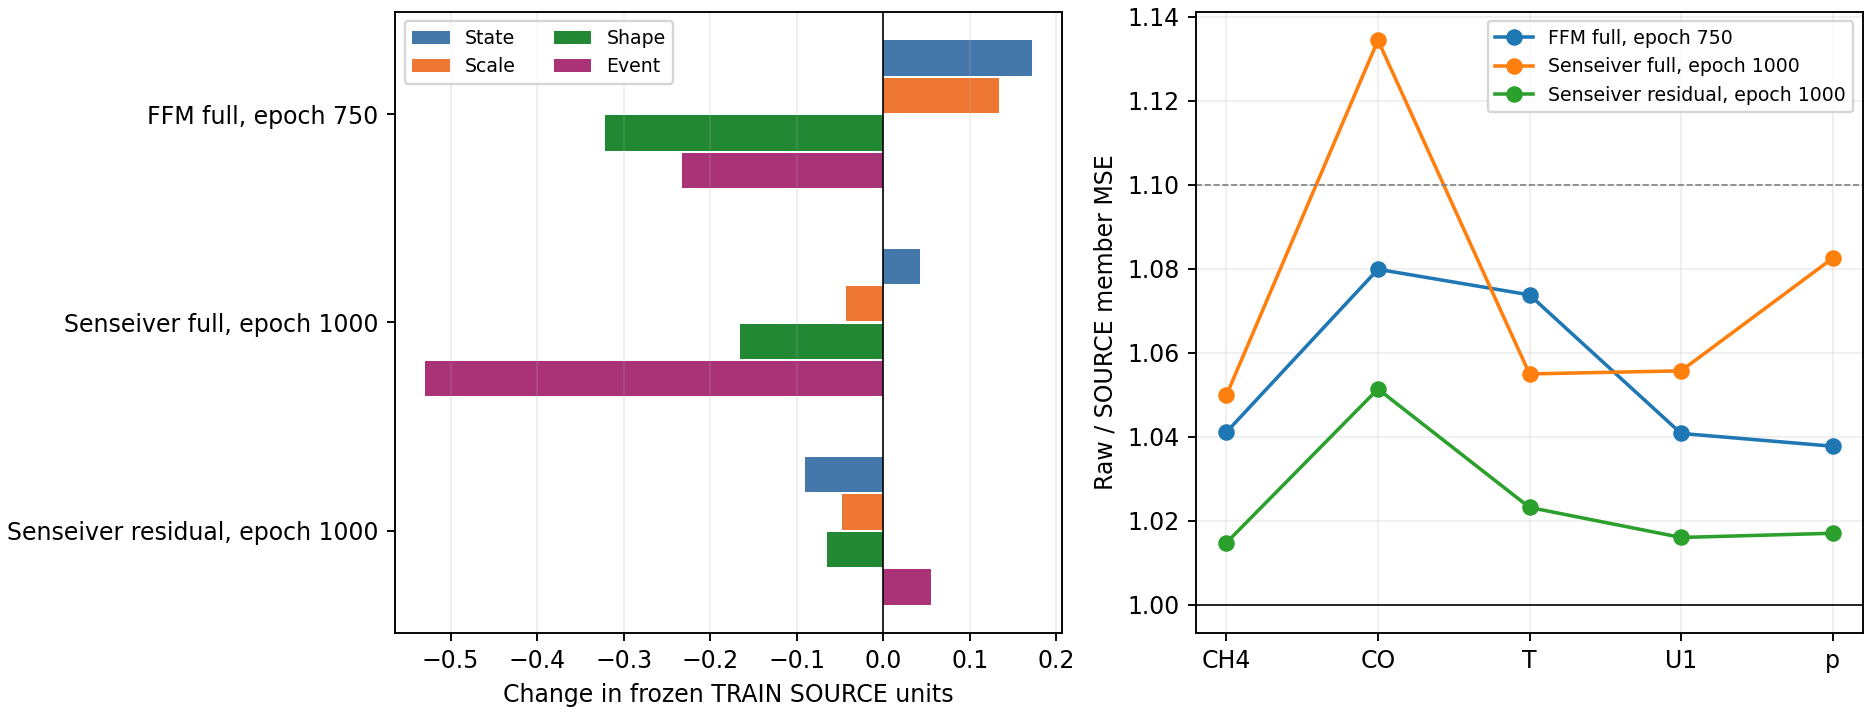 State
Scale
Shape
Event
FFM full, epoch 750
Senseiver full, epoch 1000
Senseiver residual, epoch 1000
−0.5 −0.4 −0.3 −0.2 −0.1 0.0 0.1 0.2
Change in frozen TRAIN SOURCE units
FFM full, epoch 750
Senseiver full, epoch 1000
Senseiver residual, epoch 1000
Raw / SOURCE member MSE
1.14
1.12
1.10
1.08
1.06
1.04
1.02
1.00
CH4 CO T U1 p